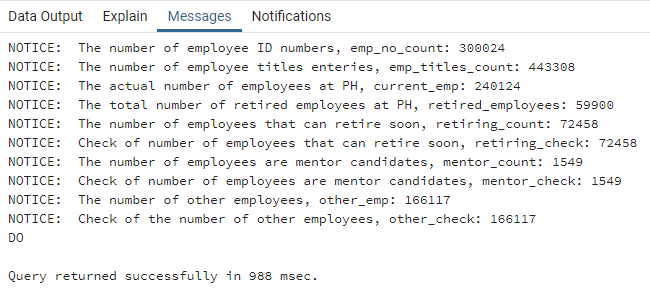 Data Output Explain Messages Notifications
NOTICE:  The number of employee ID numbers, emp_no_count: 300024
NOTICE:  The number of employee titles enteries, emp_titles_count: 443308
NOTICE:  The actual number of employees at PH, current_emp: 240124
NOTICE:  The total number of retired employees at PH, retired_employees: 59900
NOTICE:  The number of employees that can retire soon, retiring_count: 72458
NOTICE:  Check of number of employees that can retire soon, retiring_check: 72458
NOTICE:  The number of employees are mentor candidates, mentor_count: 1549
NOTICE:  Check of number of employees are mentor candidates, mentor_check: 1549
NOTICE:  The number of other employees, other_emp: 166117
NOTICE:  Check of the number of other employees, other_check: 166117
DO
Query returned successfully in 988 msec.